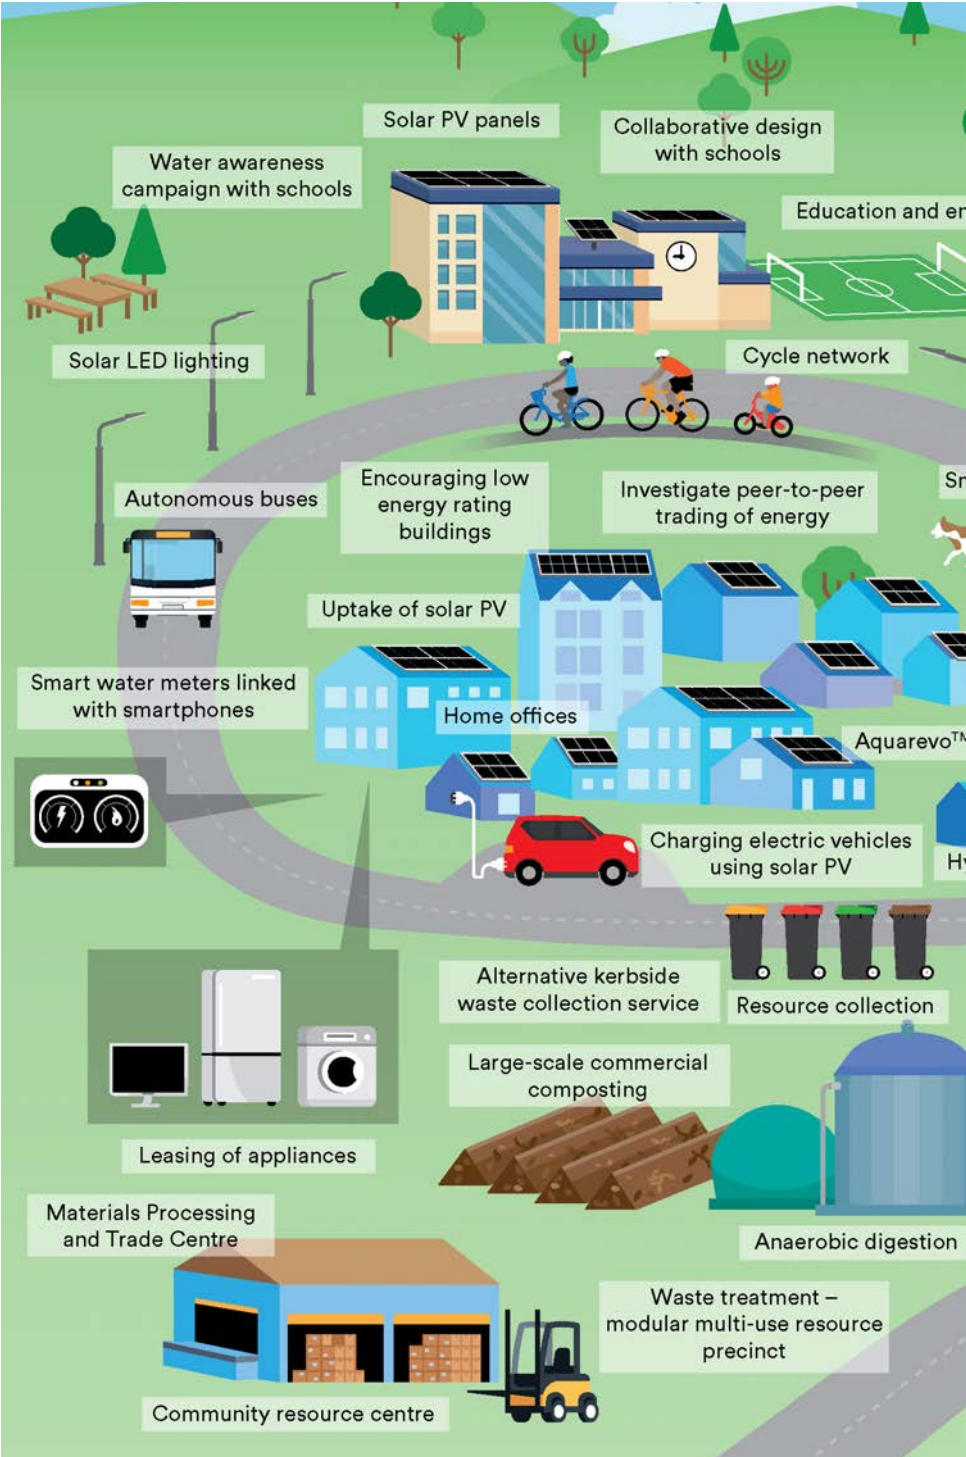 Solar PV panels
Collaborative design
with schools
Water awareness
campaign with schools
Education and
Solar LED lighting
Cycle network
Autonomous buses
Encouraging low
energy rating
buildings
Investigate peer-to-peer
trading of energy
Uptake of solar PV
Smart water meters linked
with smartphones
Home offices
Aquarevo™
Charging electric vehicles
using solar PV
Alternative kerbside
waste collection service
Resource collection
Large-scale commercial
composting
Leasing of appliances
Materials Processing
and Trade Centre
Anaerobic digestion
Waste treatment –
modular multi-use resource
precinct
Community resource centre